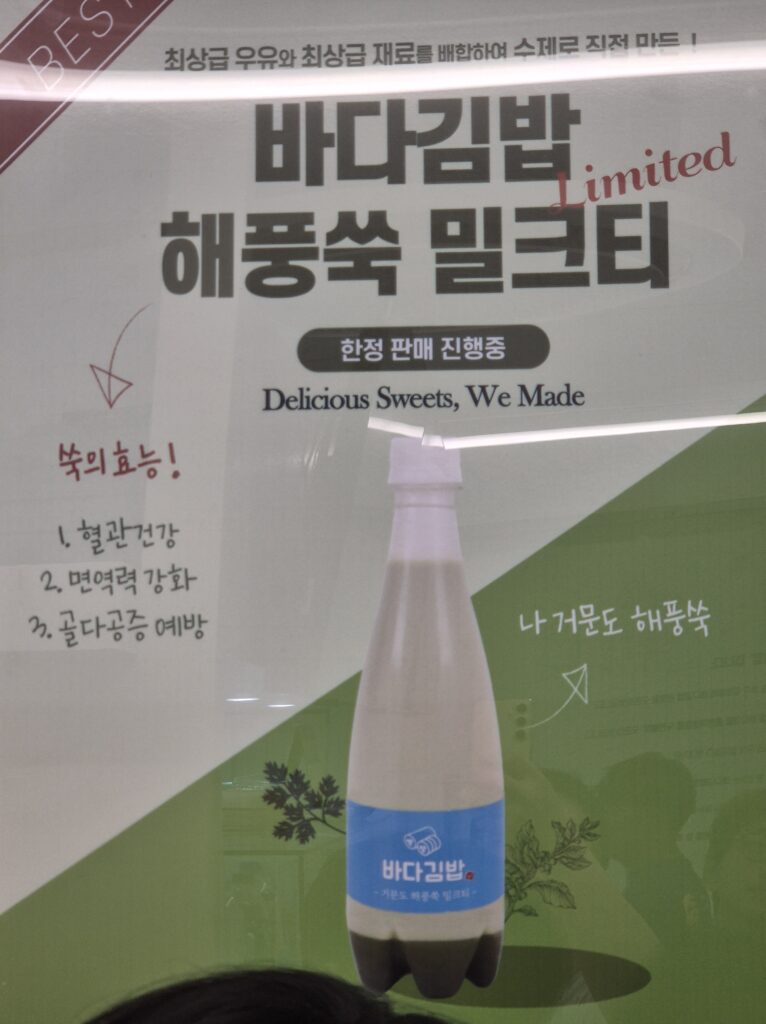 BEST
최상급 우유와 최상급 재료를 배합하여 수제로 직접 만든 !
바다김밥
Limited
해풍쑥 밀크티
한정 판매 진행중
Delicious Sweets, We Made
쑥의 효능!
1. 혈관건강
2. 면역력 강화
3. 골다공증 예방
나 거문도 해풍쑥
바다김밥
- 거문도 해풍쑥 밀크티 -